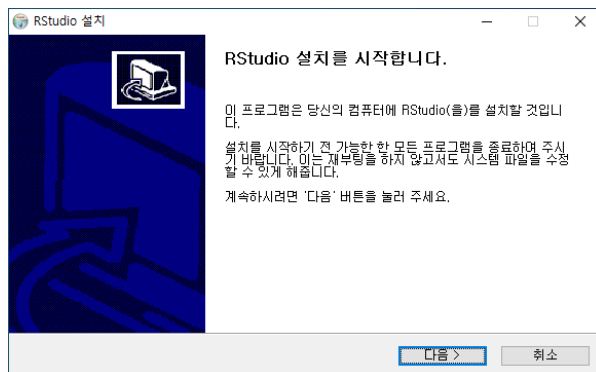 RStudio 설치
RStudio 설치를 시작합니다.
이 프로그램은 당신의 컴퓨터에 RStudio(을)를 설치할 것입니
다.
설치를 시작하기 전 가능한 한 모든 프로그램을 종료하여 주시
기 바랍니다. 이는 재부팅을 하지 않고서도 시스템 파일을 수정
할 수 있게 해줍니다.
계속하시려면 '다음' 버튼을 눌러 주세요.
다음 >
취소